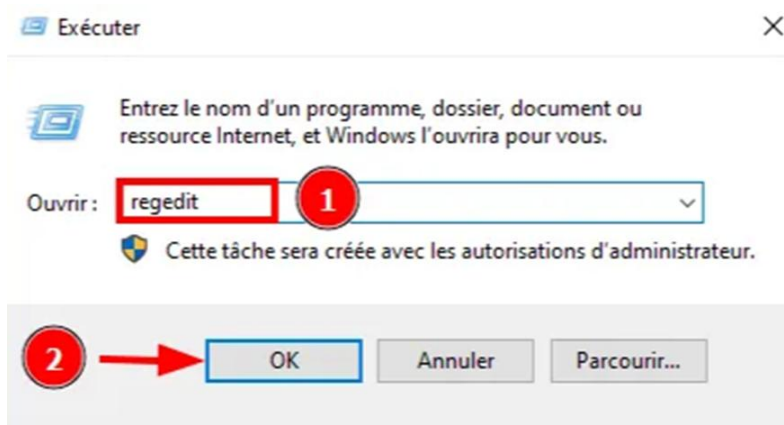 Exécuter
Entrez le nom d'un programme, dossier, document ou
ressource Internet, et Windows l'ouvrira pour vous.
Ouvrir : regedit 1
Cette tâche sera créée avec les autorisations d'administrateur.
2 OK Annuler Parcourir...